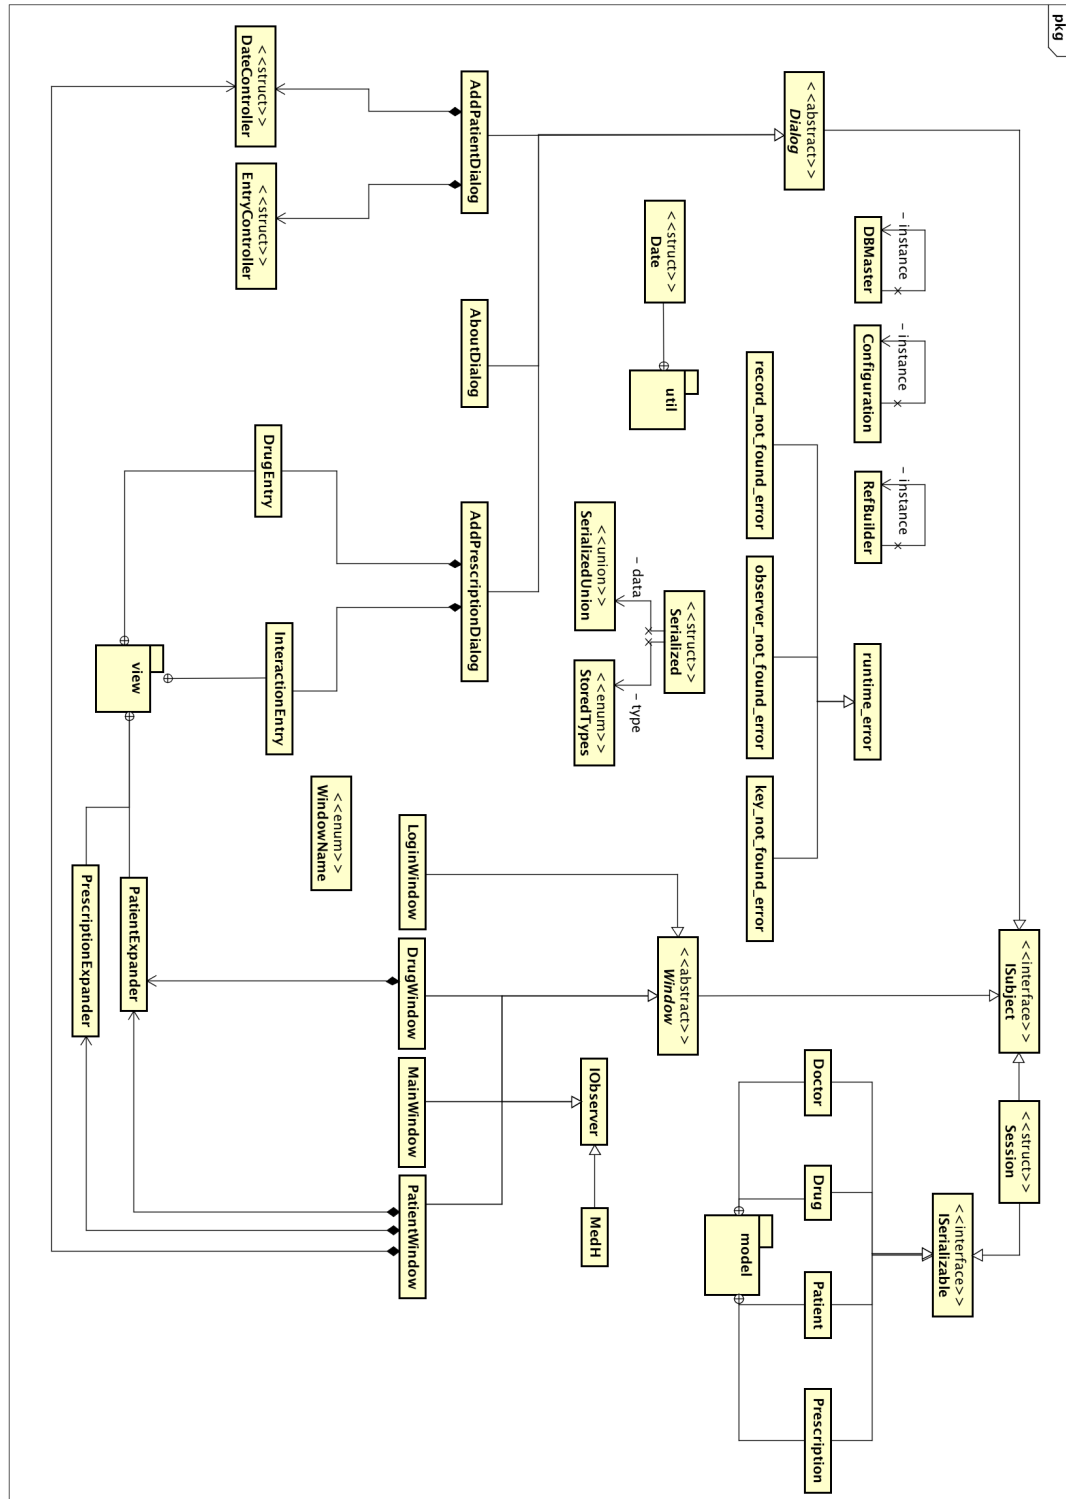 pkg
<<abstract>>
Dialog
<<interface>>
ISubject
<<struct>>
Session
- instance
DBMaster
- instance
Configuration
- instance
RefBuilder
runtime_error
<<interface>>
ISerializable
Doctor
Drug
Patient
Prescription
record_not_found_error
observer_not_found_error
key_not_found_error
model
<<struct>>
Date
util
<<struct>>
Serialized
- data
- type
<<union>>
SerializedUnion
<<enum>>
StoredTypes
<<abstract>>
Window
IObserver
MedH
AddPatientDialog
AboutDialog
AddPrescriptionDialog
LoginWindow
DrugWindow
MainWindow
PatientWindow
<<enum>>
WindowName
<<struct>>
DateController
<<struct>>
EntryController
DrugEntry
InteractionEntry
view
PatientExpander
PrescriptionExpander